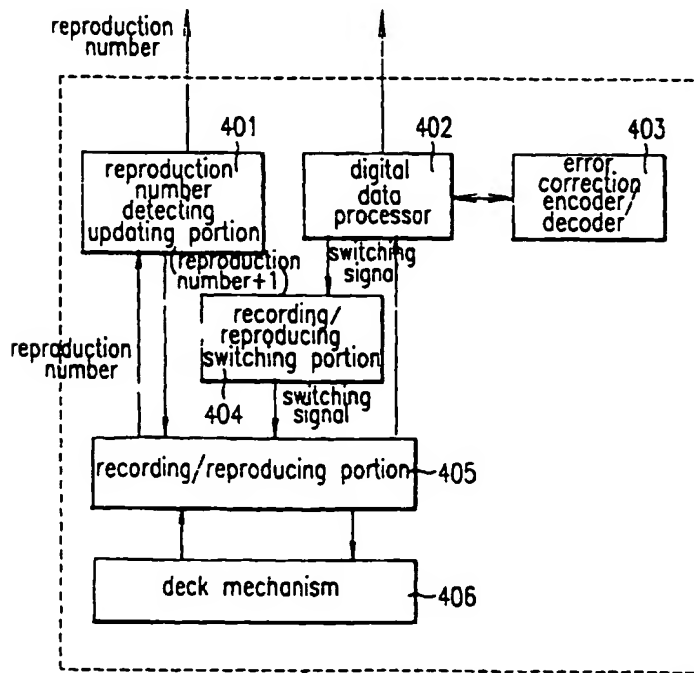 reproduction
number
401
402
403
reproduction
number
detecting
updating portion
digital
data
processor
error
correction
encoder/
decoder
(reproduction
number+1)
switching
signal
recording/
reproducing
switching portion
reproduction
number
404
switching
signal
recording/reproducing portion
405
deck mechanism
406